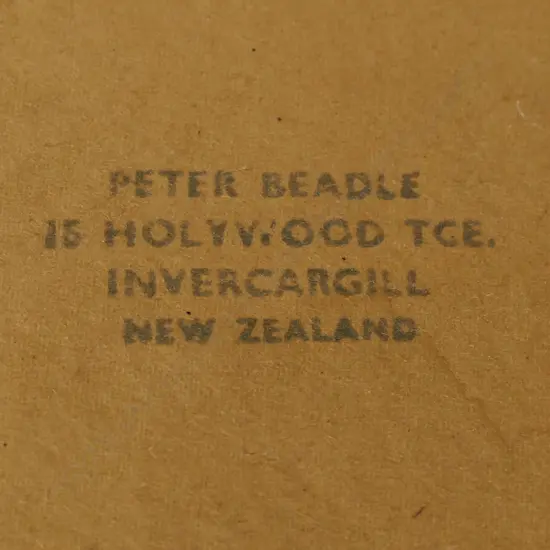 PETER BEADLE
15 HOLYWOOD TCE.
INVERCARGILL
NEW ZEALAND